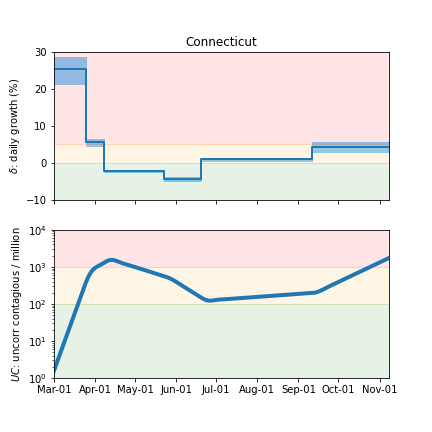 Connecticut
δ: daily growth (%)
30
20
10
0
−10
UC: uncorr contagious / million
10⁴
10³
10²
10¹
10⁰
Mar-01 Apr-01 May-01 Jun-01 Jul-01 Aug-01 Sep-01 Oct-01 Nov-01